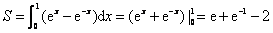 S = ∫₀¹ (eˣ − e⁻ˣ)dx = (eˣ + e⁻ˣ) |₀¹ = e + e⁻¹ − 2